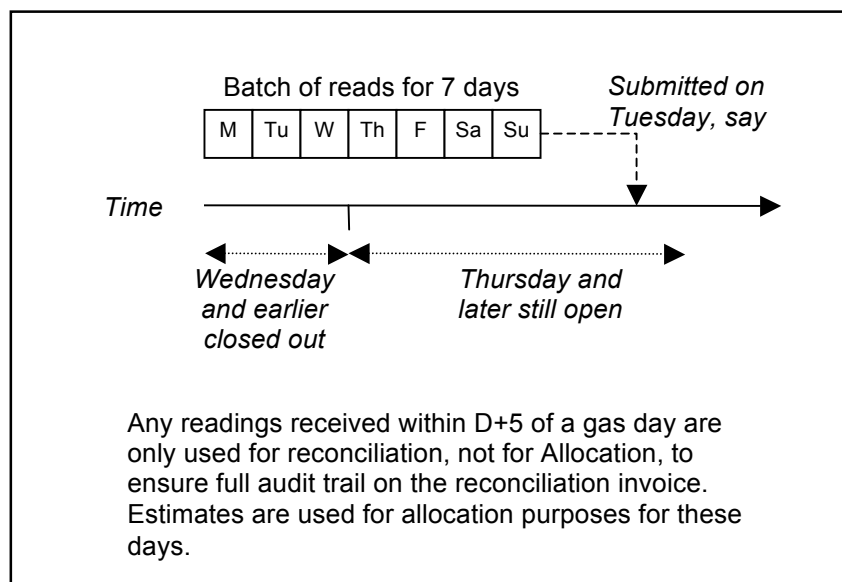 Batch of reads for 7 days
Submitted on
Tuesday, say
M Tu W Th F Sa Su
Time
Wednesday
and earlier
closed out
Thursday and
later still open
Any readings received within D+5 of a gas day are
only used for reconciliation, not for Allocation, to
ensure full audit trail on the reconciliation invoice.
Estimates are used for allocation purposes for these
days.